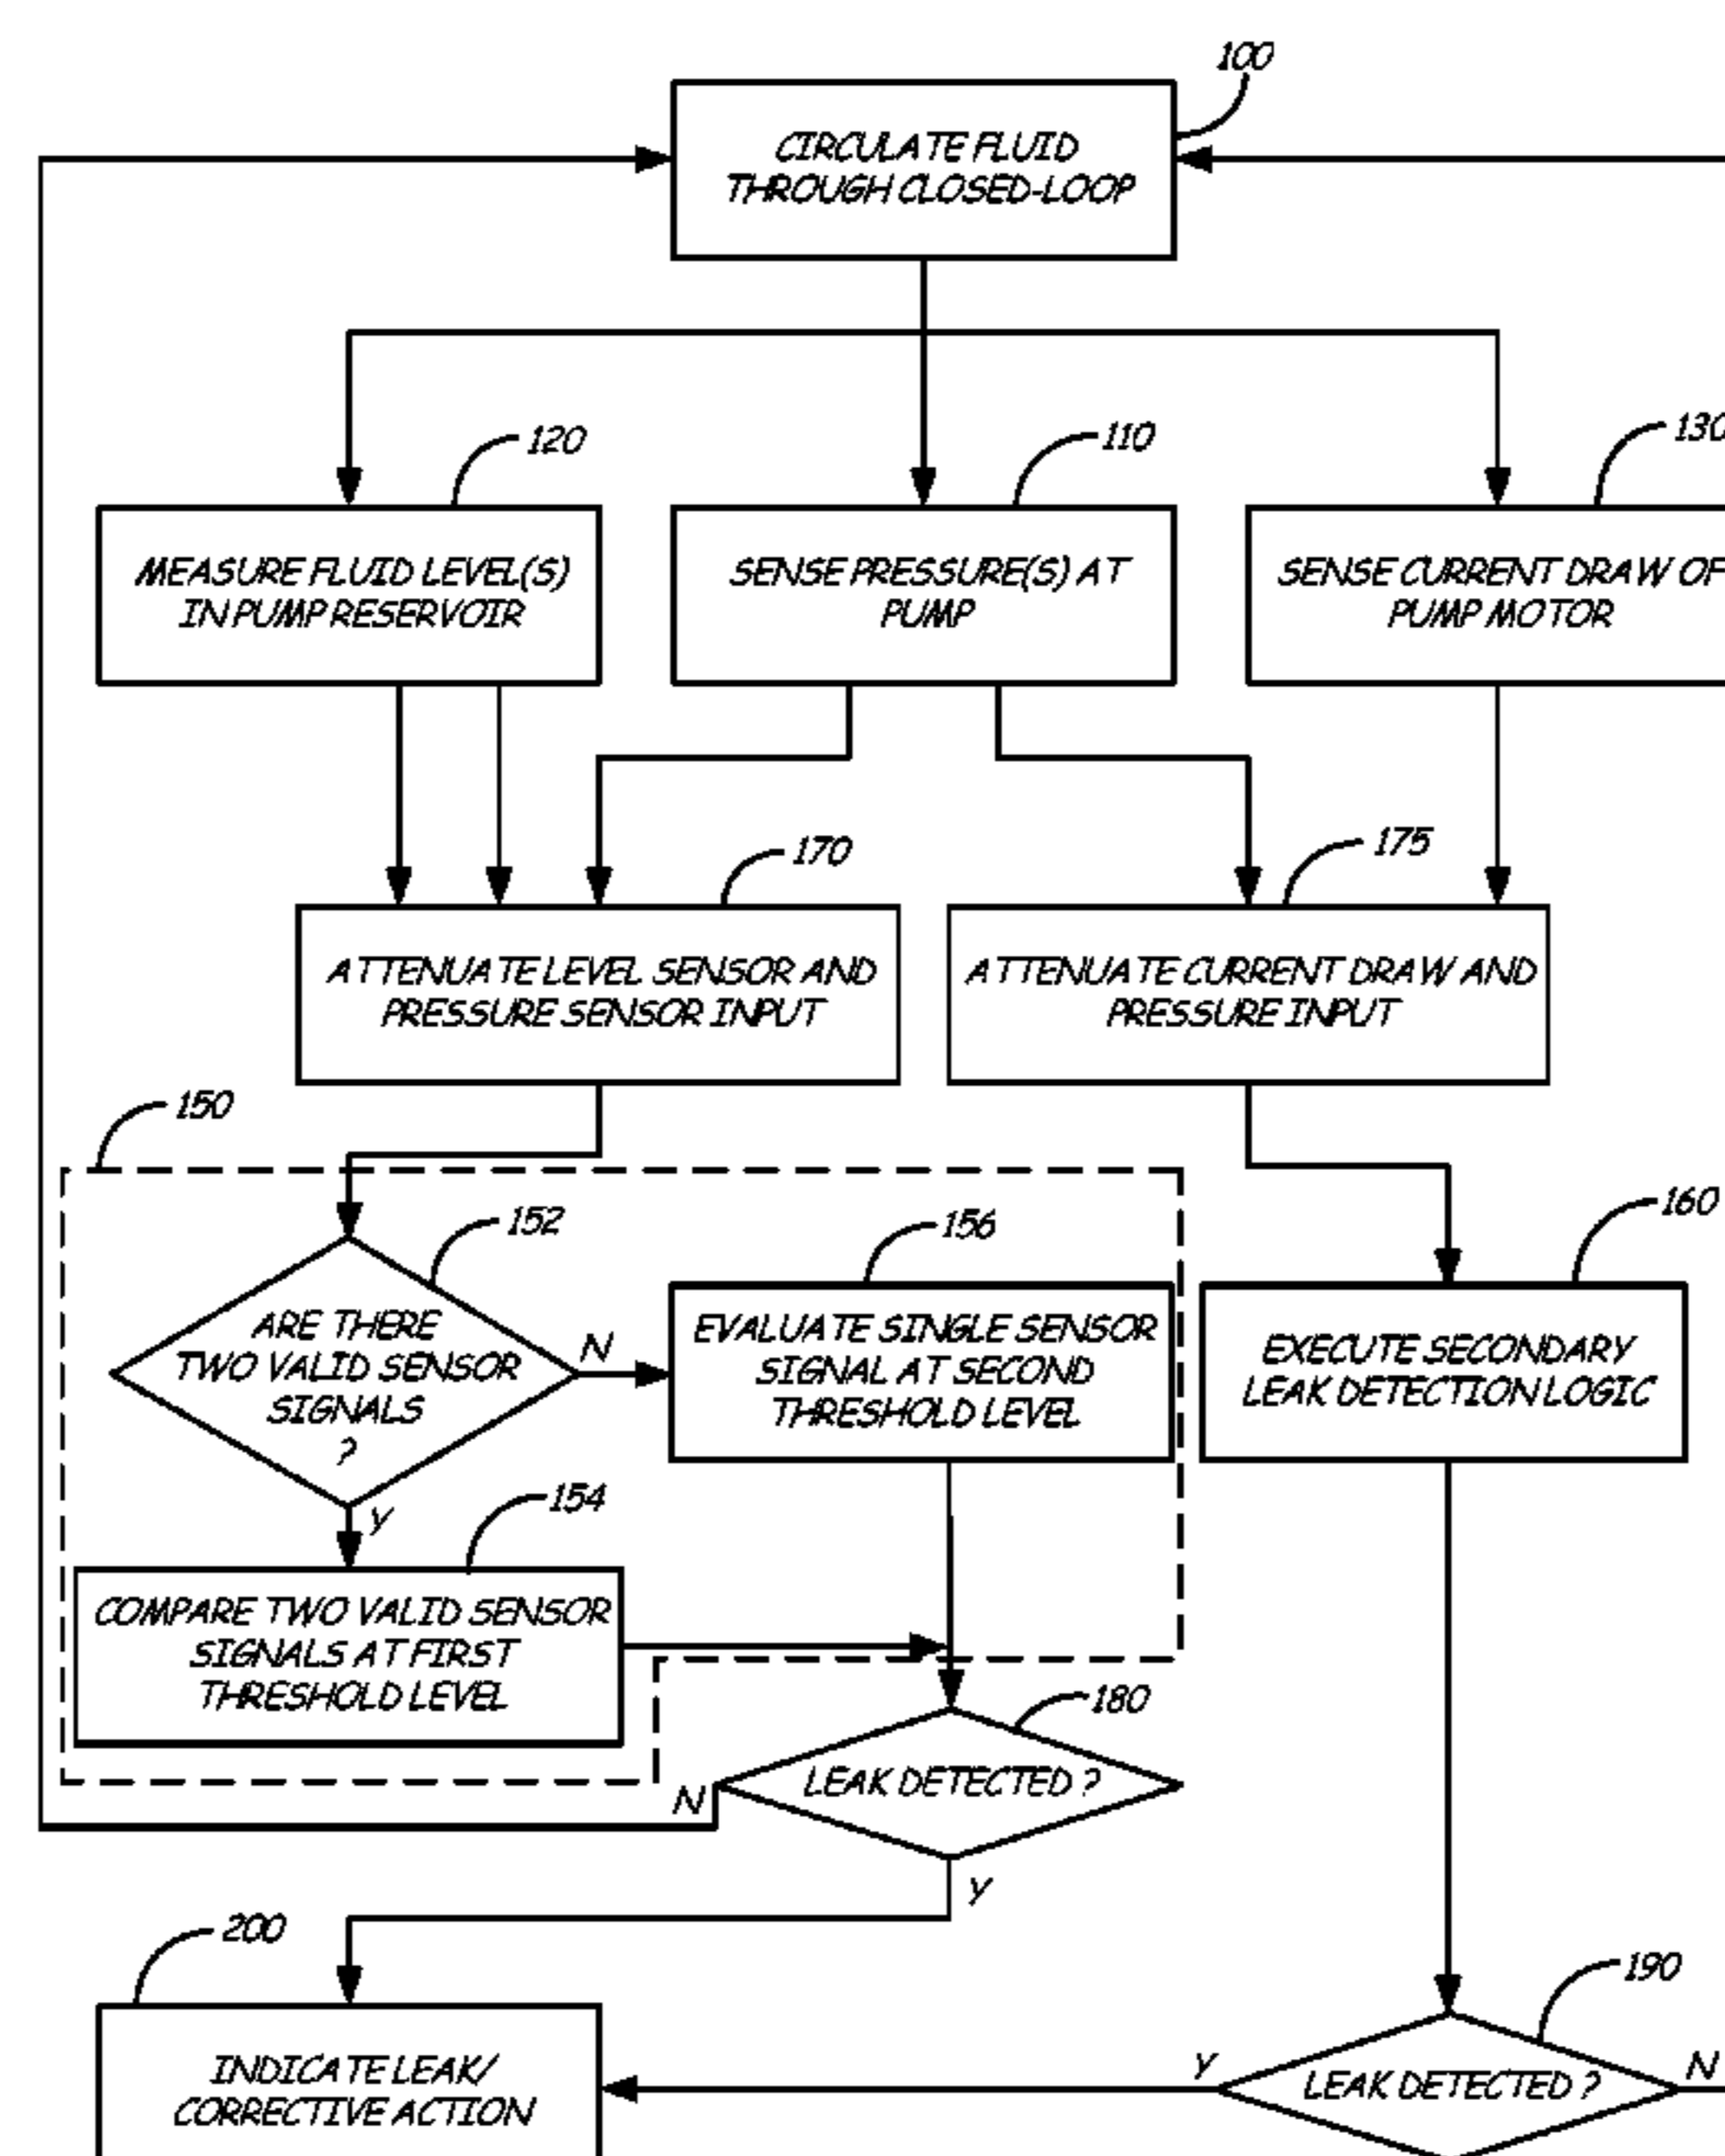 100
CIRCULATE FLUID
THROUGH CLOSED-LOOP
120
110
130
MEASURE FLUID LEVEL(S)
IN PUMP RESERVOIR
SENSE PRESSURE(S) AT
PUMP
SENSE CURRENT DRAW OF
PUMP MOTOR
170
175
ATTENUATE LEVEL SENSOR AND
PRESSURE SENSOR INPUT
ATTENUATE CURRENT DRAW AND
PRESSURE INPUT
150
152
156
160
ARE THERE
TWO VALID SENSOR
SIGNALS
?
N
EVALUATE SINGLE SENSOR
SIGNAL AT SECOND
THRESHOLD LEVEL
EXECUTE SECONDARY
LEAK DETECTION LOGIC
Y
154
COMPARE TWO VALID SENSOR
SIGNALS AT FIRST
THRESHOLD LEVEL
180
LEAK DETECTED ?
N
Y
200
190
INDICATE LEAK/
CORRECTIVE ACTION
Y
LEAK DETECTED ?
N